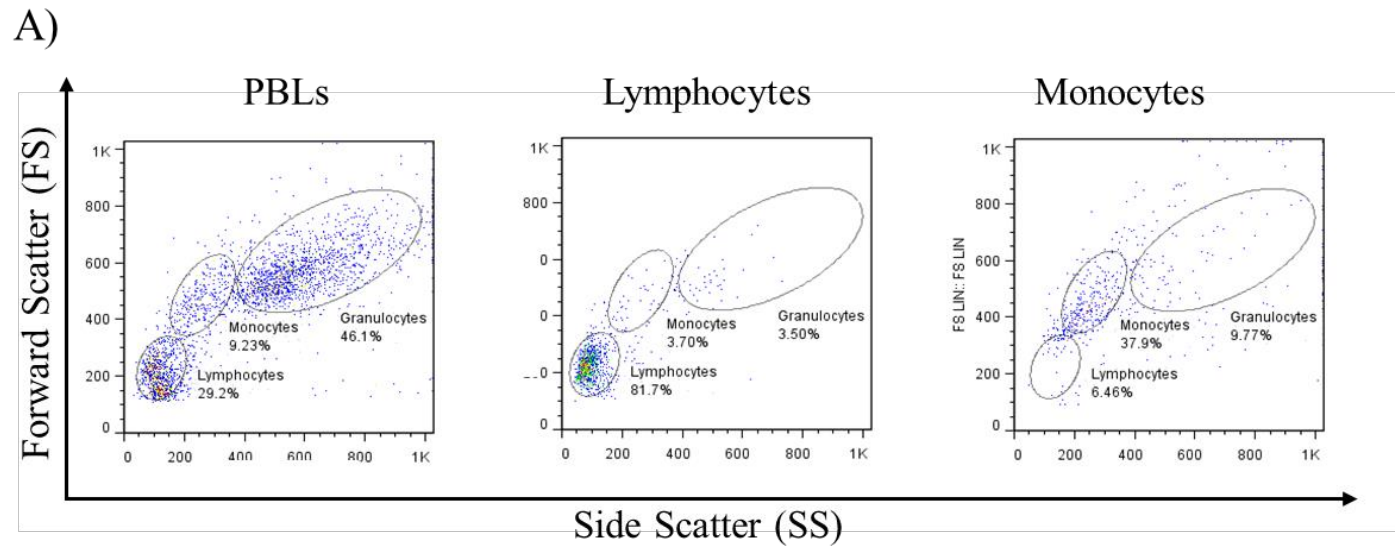 A)
PBLs
Lymphocytes
Monocytes
Forward Scatter (FS)
1K
800
600
400
200
0
Monocytes
9.23%
Granulocytes
46.1%
Lymphocytes
29.2%
0 200 400 600 800 1K
1K
800
0
0
0
0
Monocytes
3.70%
Granulocytes
3.50%
Lymphocytes
81.7%
0 200 400 600 800 1K
FS LIN:: FS LIN
1K
800
600
400
200
0
Monocytes
37.9%
Granulocytes
9.77%
Lymphocytes
6.46%
0 200 400 600 800 1K
Side Scatter (SS)